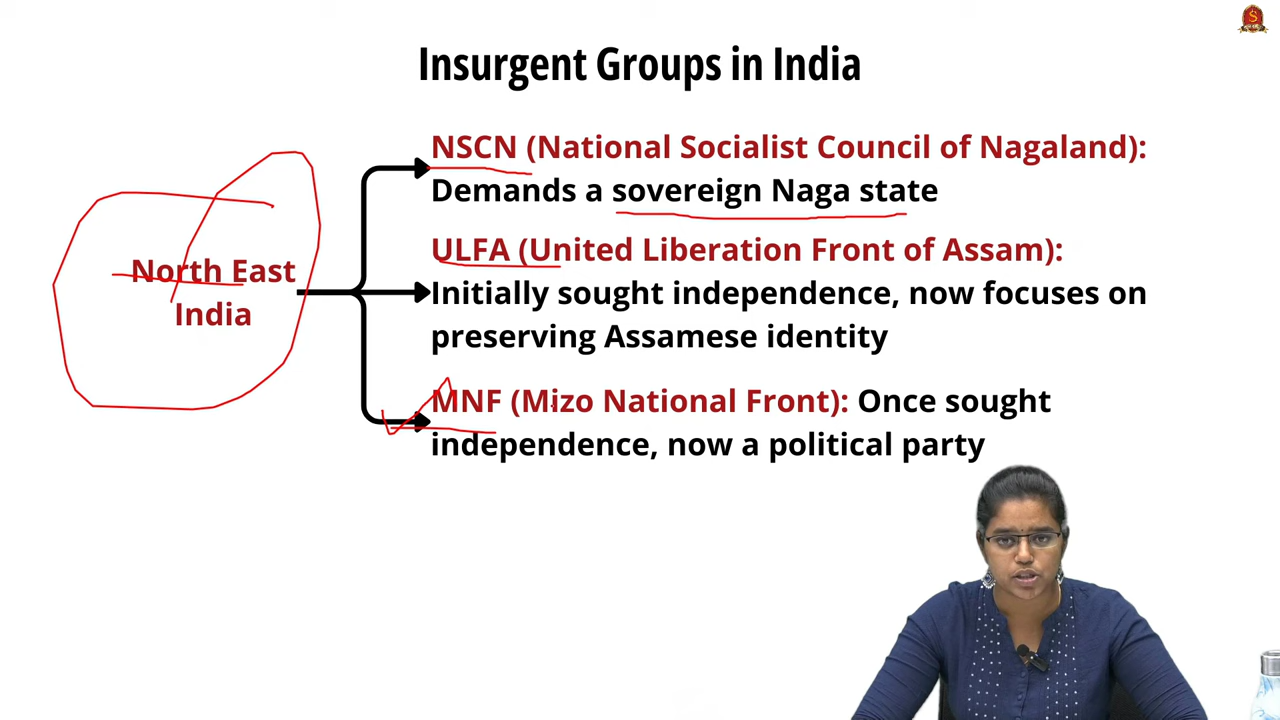 Insurgent Groups in India
North East
India
NSCN (National Socialist Council of Nagaland):
Demands a sovereign Naga state
ULFA (United Liberation Front of Assam):
Initially sought independence, now focuses on
preserving Assamese identity
MNF (Mizo National Front): Once sought
independence, now a political party